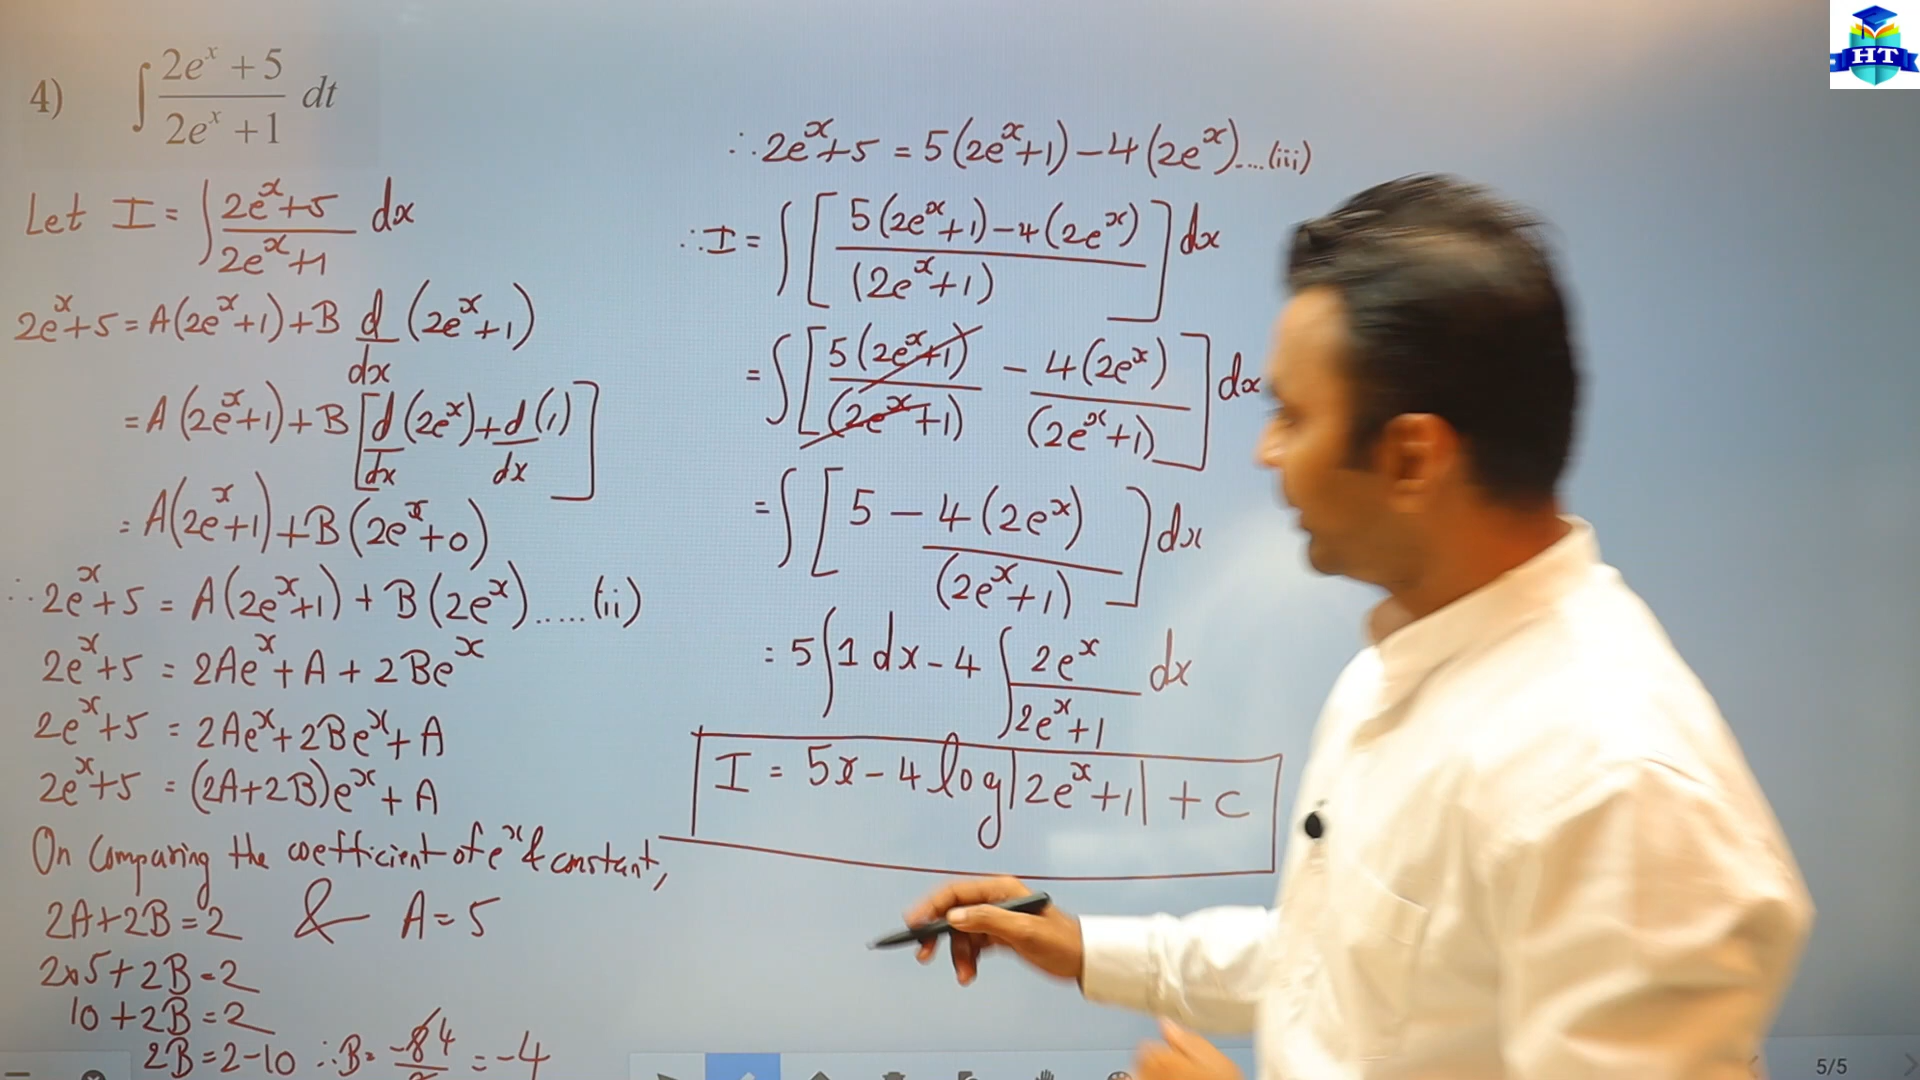 4) ∫ (2e^x + 5)/(2e^x + 1) dt
Let I = ∫ (2e^x+5)/(2e^x+1) dx
2e^x+5 = A(2e^x+1)+B d/dx (2e^x+1)
= A(2e^x+1)+B [d/dx (2e^x)+d/dx (1)]
= A(2e^x+1)+B(2e^x+0)
∴ 2e^x+5 = A(2e^x+1)+B(2e^x).....(ii)
2e^x+5 = 2Ae^x+A+2Be^x
2e^x+5 = 2Ae^x+2Be^x+A
2e^x+5 = (2A+2B)e^x+A
On Comparing the coefficient of e^x & constant,
2A+2B=2 & A=5
2×5+2B=2
10+2B=2
2B=2-10 ∴B= -8 4 = -4
∴ 2e^x+5 = 5(2e^x+1)-4(2e^x)....(iii)
∴ I = ∫ [(5(2e^x+1)-4(2e^x))/(2e^x+1)] dx
= ∫ [5(2e^x+1)/(2e^x+1) - 4(2e^x)/(2e^x+1)] dx
= ∫ [5 - 4(2e^x)/(2e^x+1)] dx
= 5∫1 dx - 4 ∫ 2e^x/(2e^x+1) dx
I = 5x - 4 log|2e^x+1| + c
HT
5/5